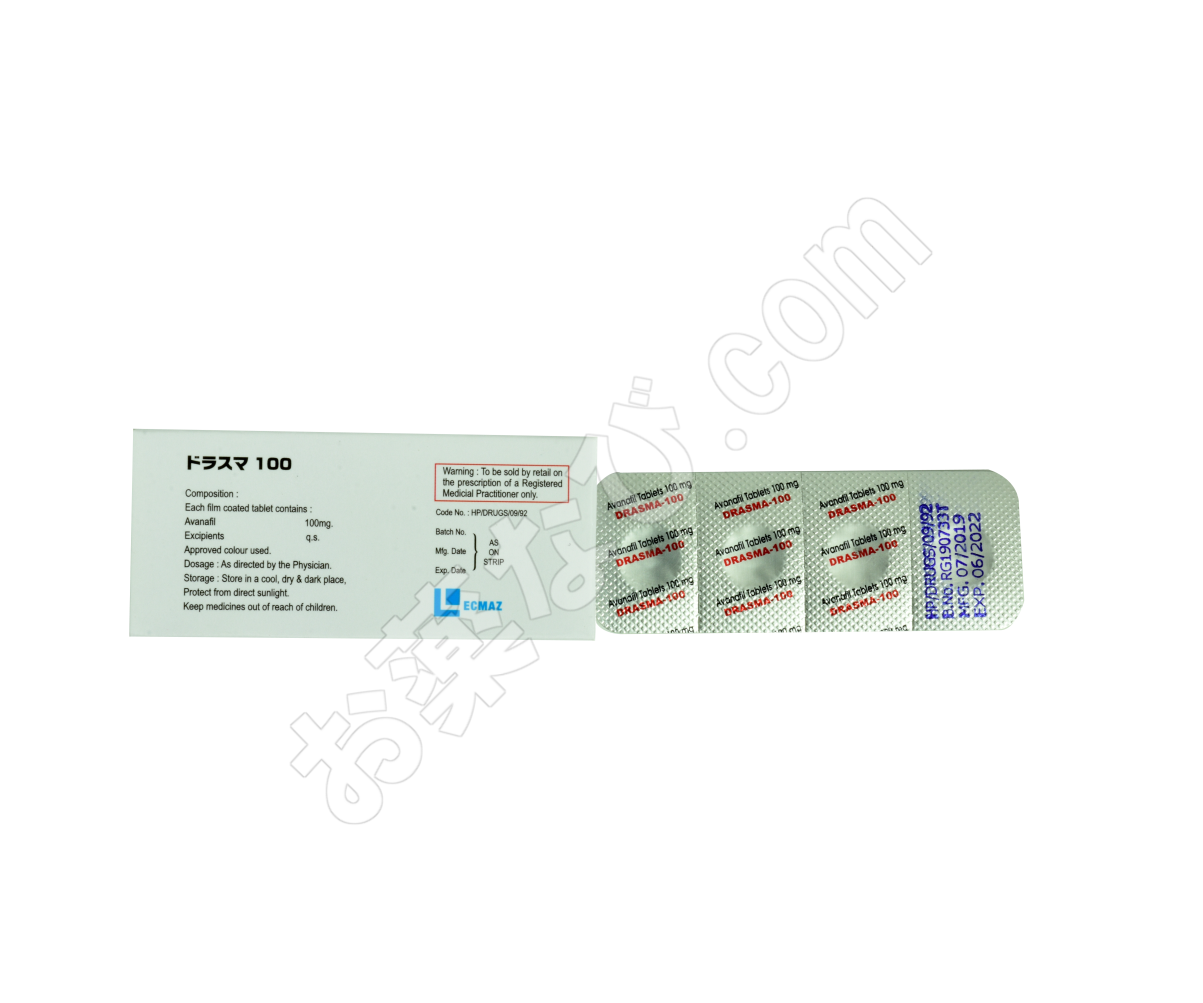 ドラスマ 100
Composition :
Each film coated tablet contains :
Avanafil 100mg.
Excipients q.s.
Approved colour used.
Dosage : As directed by the Physician.
Storage : Store in a cool, dry & dark place,
Protect from direct sunlight.
Keep medicines out of reach of children.
Warning : To be sold by retail on
the prescription of a Registered
Medicial Practitioner only.
Code No. : HP/DRUGS/09/92
Batch No.
Mfg. Date
Exp. Date
AS
ON
STRIP
ECMAZ
Avanafil Tablets 100 mg
DRASMA-100
Avanafil Tablets 100 mg
DRASMA-100
Avanafil Tablets 100 mg
DRASMA-100
Avanafil Tablets 100 mg
DRASMA-100
Avanafil Tablets 100 mg
DRASMA-100
Avanafil Tablets 100 mg
DRASMA-100
Avanafil Tablets 100 mg
DRASMA-100
Avanafil Tablets 100 mg
DRASMA-100
Avanafil Tablets 100 mg
DRASMA-100
HP/DRUGS/09/92
B.NO. RG190733T
MFG. 07/2019
EXP. 06/2022
お薬なび.com